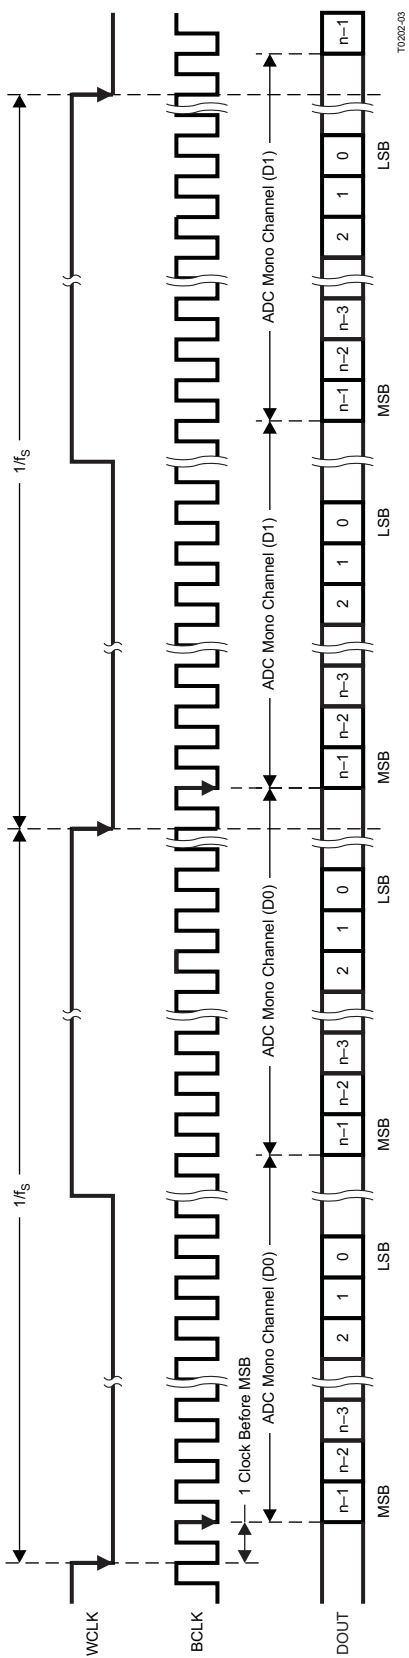 1/fS
1/fS
WCLK
BCLK
1 Clock Before MSB
ADC Mono Channel (D0)
ADC Mono Channel (D0)
ADC Mono Channel (D1)
ADC Mono Channel (D1)
DOUT
n–1 n–2 n–3 2 1 0 n–1 n–2 n–3 2 1 0 n–1 n–2 n–3 2 1 0 n–1 n–2 n–3 2 1 0 n–1
MSB LSB MSB LSB MSB LSB MSB LSB
T0202-03